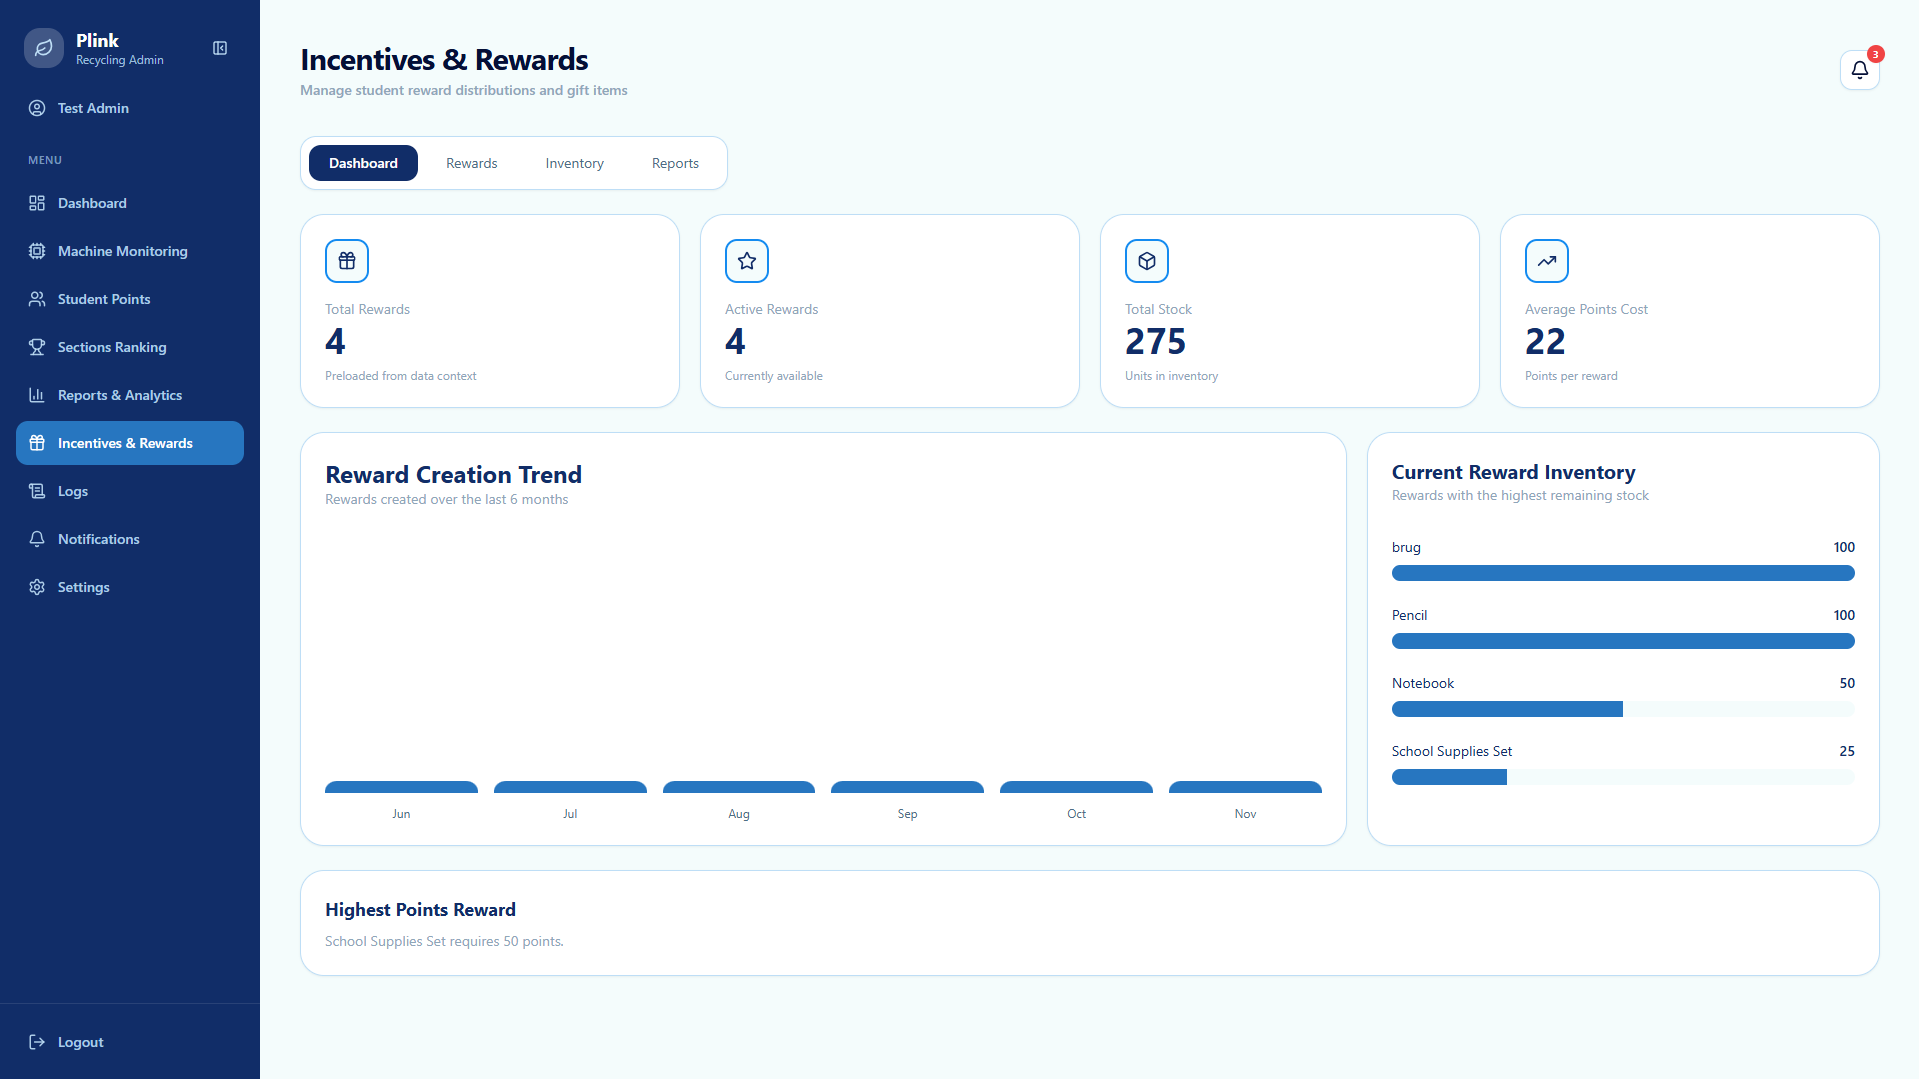 Plink
Recycling Admin
Test Admin
MENU
Dashboard
Machine Monitoring
Student Points
Sections Ranking
Reports & Analytics
Incentives & Rewards
Logs
Notifications
Settings
Logout
Incentives & Rewards
Manage student reward distributions and gift items
3
Dashboard Rewards Inventory Reports
Total Rewards
4
Preloaded from data context
Active Rewards
4
Currently available
Total Stock
275
Units in inventory
Average Points Cost
22
Points per reward
Reward Creation Trend
Rewards created over the last 6 months
Jun Jul Aug Sep Oct Nov
Current Reward Inventory
Rewards with the highest remaining stock
brug 100
Pencil 100
Notebook 50
School Supplies Set 25
Highest Points Reward
School Supplies Set requires 50 points.